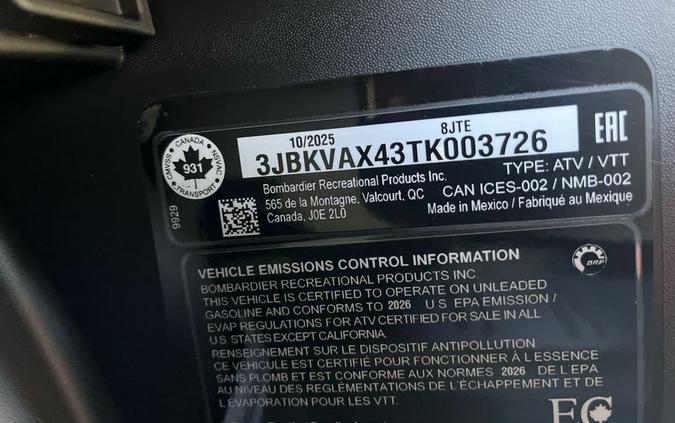 10/2025 8JTE
3JBKVAX43TK003726
EAC
CANADA
CMVSS NSVAC
931
TRANSPORT
TYPE: ATV / VTT
Bombardier Recreational Products Inc.
565 de la Montagne, Valcourt, QC
Canada, J0E 2L0
CAN ICES-002 / NMB-002
Made in Mexico / Fabriqué au Mexique
9929
VEHICLE EMISSIONS CONTROL INFORMATION
BRP
BOMBARDIER RECREATIONAL PRODUCTS INC.
THIS VEHICLE IS CERTIFIED TO OPERATE ON UNLEADED
GASOLINE AND CONFORMS TO 2026 U.S EPA EMISSION /
EVAP REGULATIONS FOR ATV CERTIFIED FOR SALE IN ALL
U.S STATES EXCEPT CALIFORNIA.
RENSEIGNEMENT SUR LE DISPOSITIF ANTIPOLLUTION
CE VÉHICULE EST CERTIFIÉ POUR FONCTIONNER À L'ESSENCE
SANS PLOMB ET EST CONFORME AUX NORMES 2026 DE L'EPA
AU NIVEAU DES RÉGLEMENTATIONS DE L'ÉCHAPPEMENT ET DE
L'ÉVAPORATION POUR LES VTT.
EC